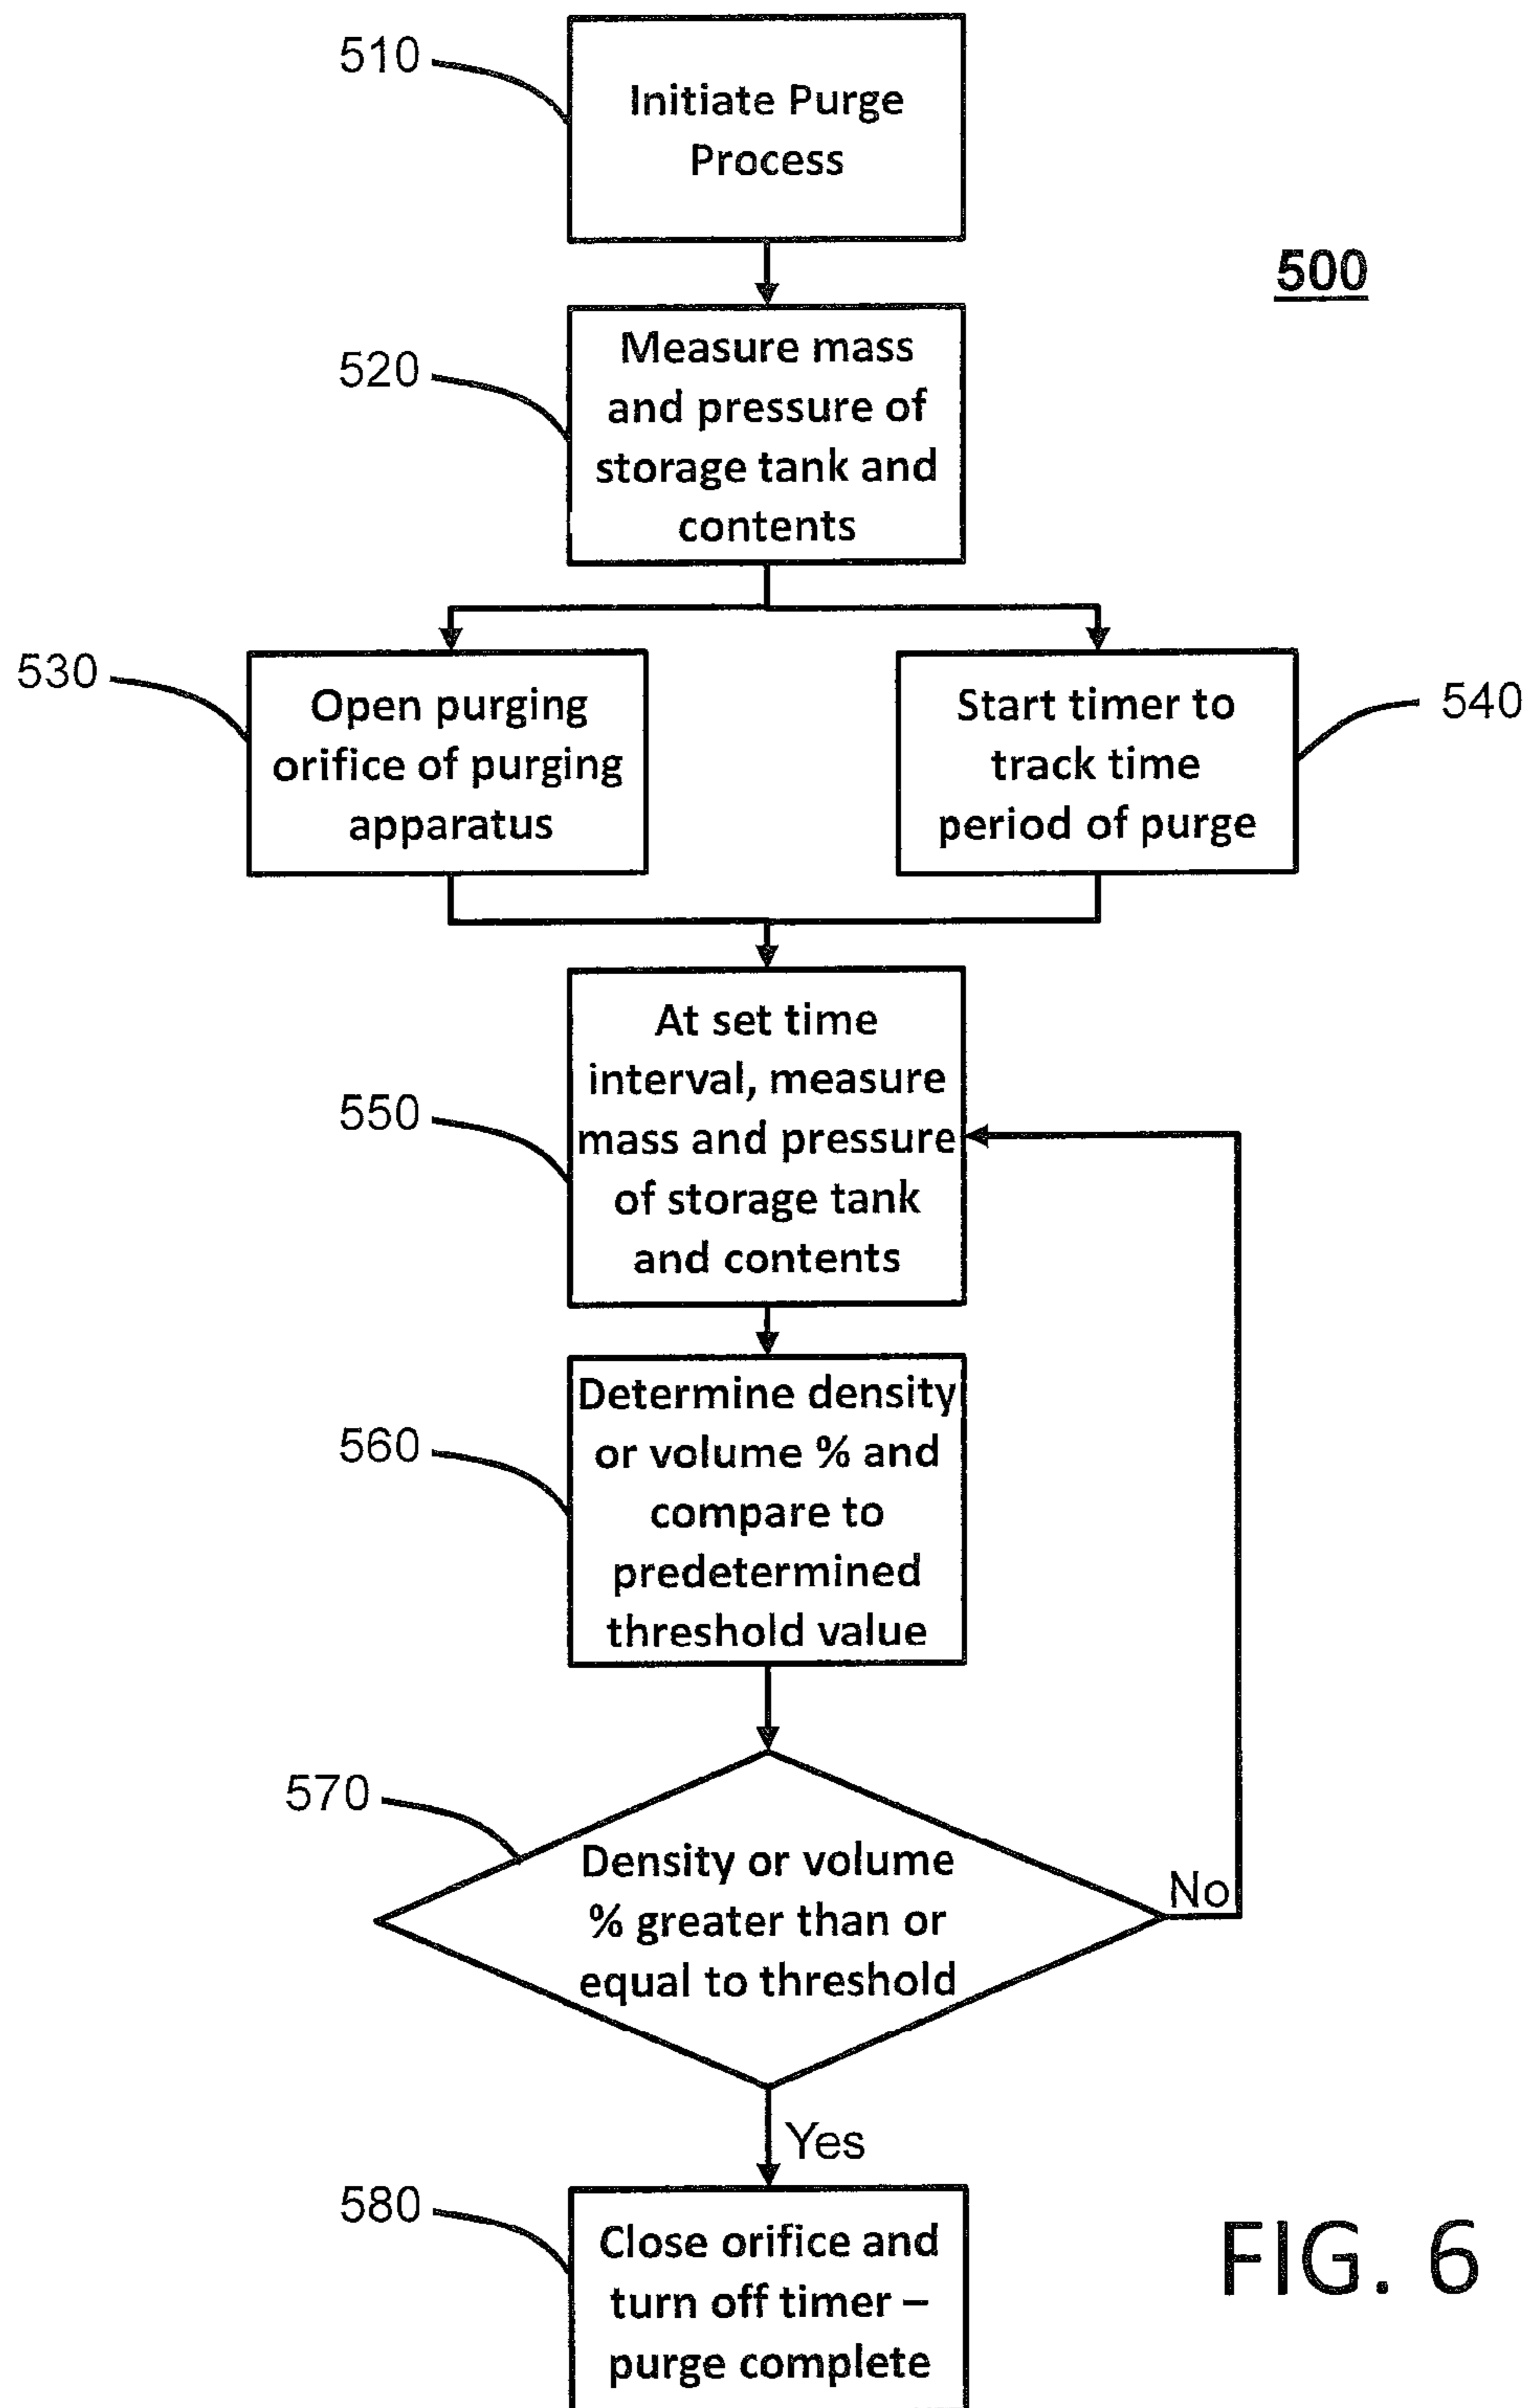 510
Initiate Purge
Process
500
520
Measure mass
and pressure of
storage tank and
contents
530
Open purging
orifice of purging
apparatus
Start timer to
track time
period of purge
540
550
At set time
interval, measure
mass and pressure
of storage tank
and contents
560
Determine density
or volume % and
compare to
predetermined
threshold value
570
Density or volume
% greater than or
equal to threshold
No
Yes
580
Close orifice and
turn off timer –
purge complete
FIG. 6